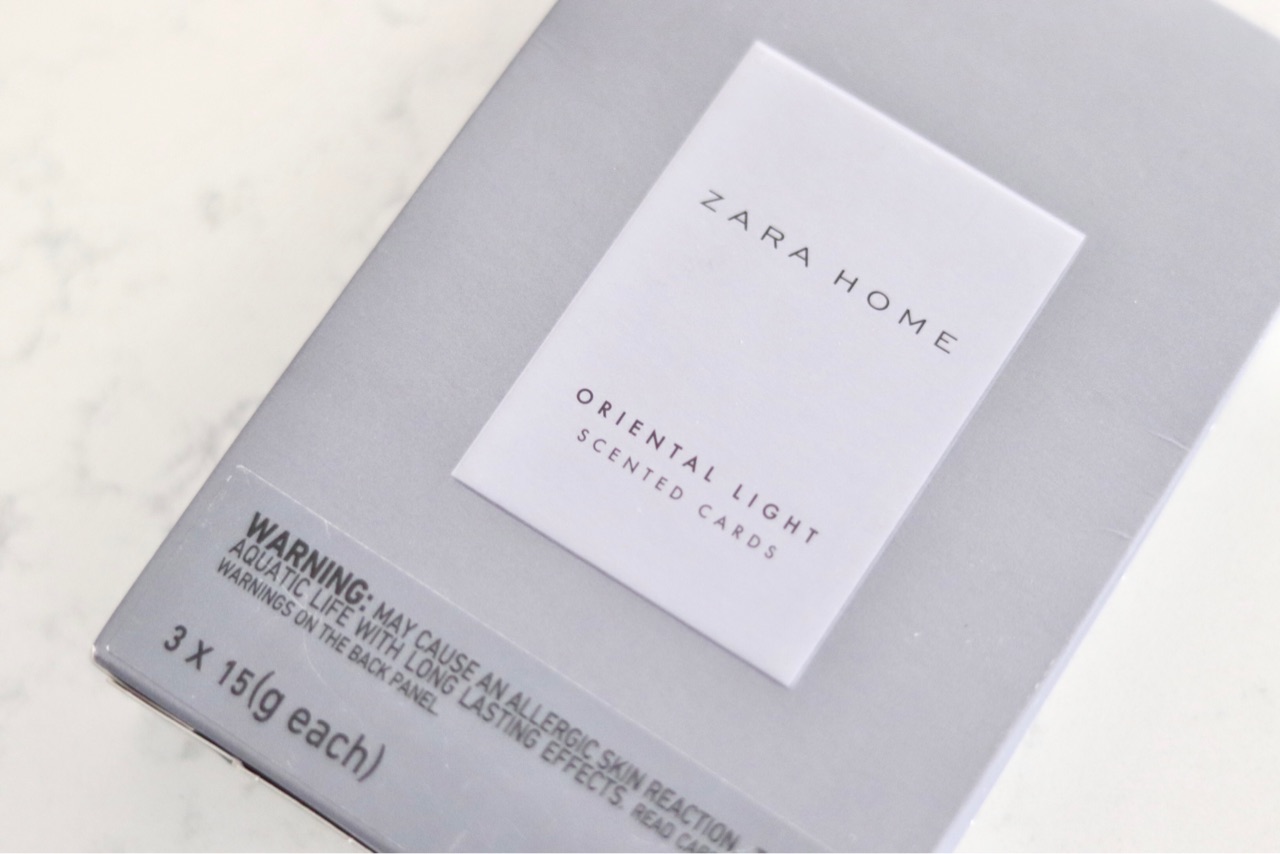 ZARA HOME
ORIENTAL LIGHT
SCENTED CARDS
WARNING: MAY CAUSE AN ALLERGIC SKIN REACTION.
AQUATIC LIFE WITH LONG LASTING EFFECTS. READ
WARNINGS ON THE BACK PANEL
3 X 15(g each)